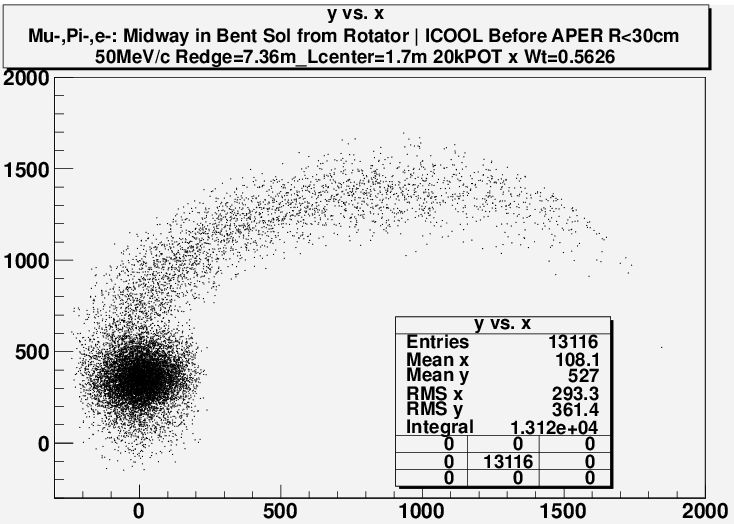 y vs. x
Mu-,Pi-,e-: Midway in Bent Sol from Rotator | ICOOL Before APER R<30cm
50MeV/c Redge=7.36m_Lcenter=1.7m 20kPOT x Wt=0.5626
2000
1500
1000
500
0
y vs. x
Entries 13116
Mean x 108.1
Mean y 527
RMS x 293.3
RMS y 361.4
Integral 1.312e+04
0 0 0
0 13116 0
0 0 0
0 500 1000 1500 2000